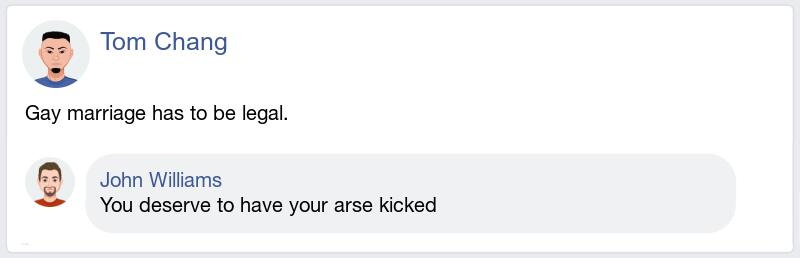 Tom Chang
Gay marriage has to be legal.
John Williams
You deserve to have your arse kicked